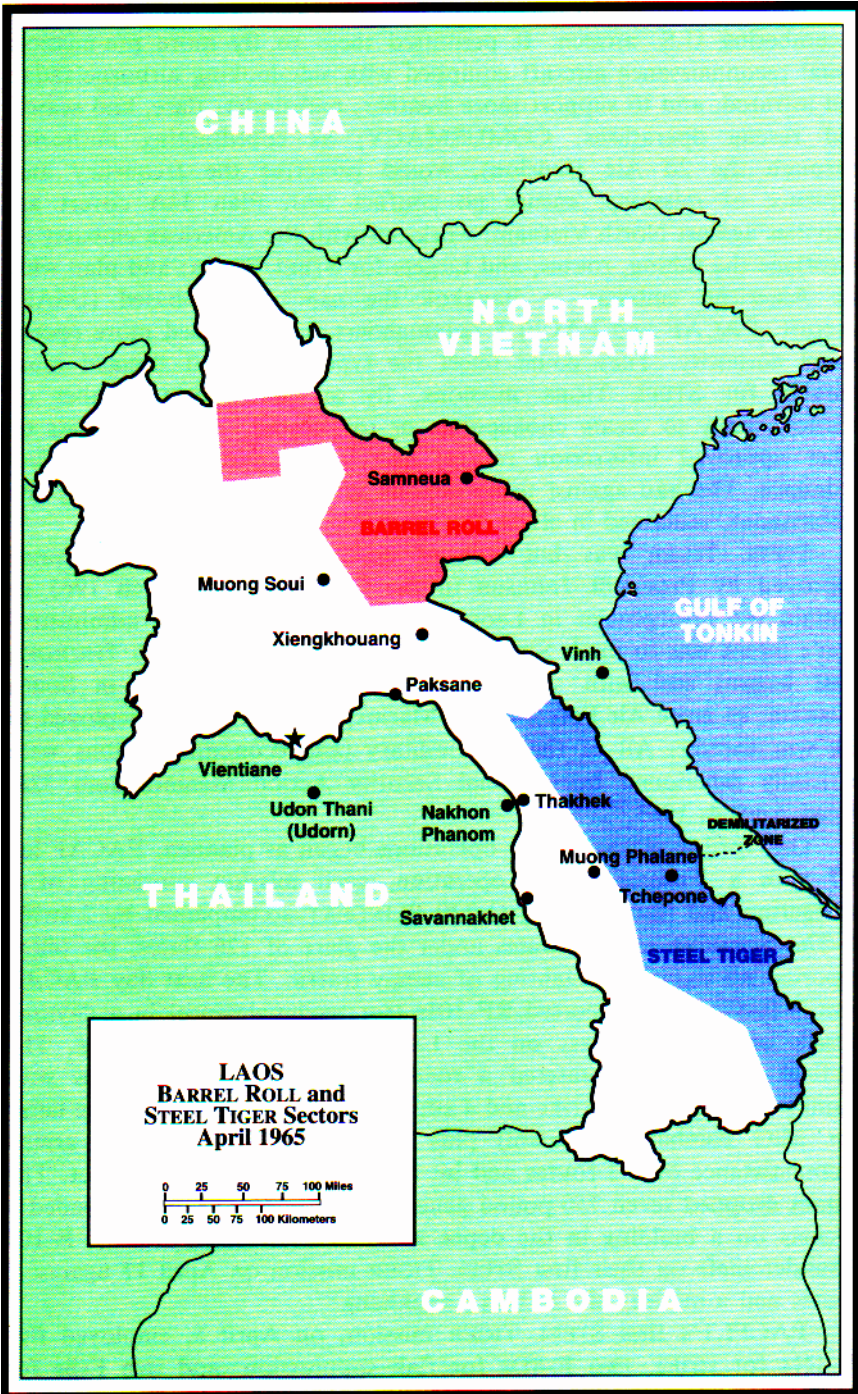 CHINA
NORTH
VIETNAM
Samneua
BARREL ROLL
Muong Soui
GULF OF
TONKIN
Xiengkhouang
Vinh
Paksane
Vientiane
Udon Thani
(Udorn)
Nakhon
Phanom
Thakhek
DEMILITARIZED
ZONE
Muong Phalane
Tchepone
THAILAND
Savannakhet
STEEL TIGER
LAOS
BARREL ROLL and
STEEL TIGER Sectors
April 1965
0 25 50 75 100 Miles
0 25 50 75 100 Kilometers
CAMBODIA